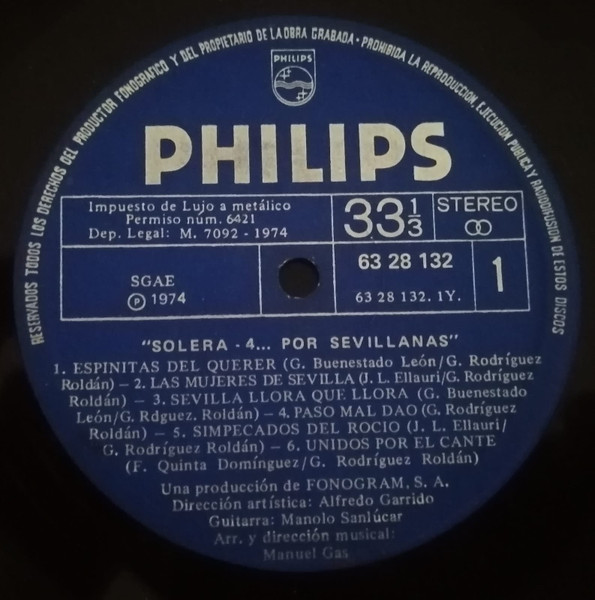 RESERVADOS TODOS LOS DERECHOS DEL PRODUCTOR FONOGRAFICO Y DEL PROPIETARIO DE LA OBRA GRABADA · PROHIBIDA LA REPRODUCCION, EJECUCION PUBLICA Y RADIODIFUSION DE ESTOS DISCOS
PHILIPS
PHILIPS
Impuesto de Lujo a metálico
Permiso núm. 6421
Dep. Legal: M. 7092 - 1974
33 1/3
STEREO
SGAE
℗ 1974
63 28 132
63 28 132. 1Y.
1
"SOLERA - 4... POR SEVILLANAS"
1. ESPINITAS DEL QUERER (G. Buenestado León/G. Rodríguez
Roldán) – 2. LAS MUJERES DE SEVILLA (J. L. Ellauri/G. Rodríguez
Roldán) – 3. SEVILLA LLORA QUE LLORA (G. Buenestado
León/G. Rdguez. Roldán) – 4. PASO MAL DAO (G. Rodríguez
Roldán) – 5. SIMPECADOS DEL ROCIO (J. L. Ellauri/
G. Rodríguez Roldán) – 6. UNIDOS POR EL CANTE
(F. Quinta Domínguez/G. Rodríguez Roldán)
Una producción de FONOGRAM, S. A.
Dirección artística: Alfredo Garrido
Guitarra: Manolo Sanlúcar
Arr. y dirección musical:
Manuel Gas